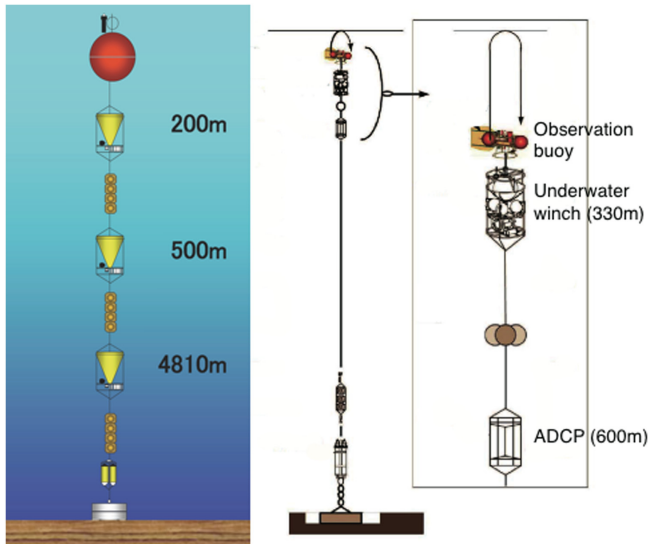 200m
500m
4810m
Observation
buoy
Underwater
winch (330m)
ADCP (600m)